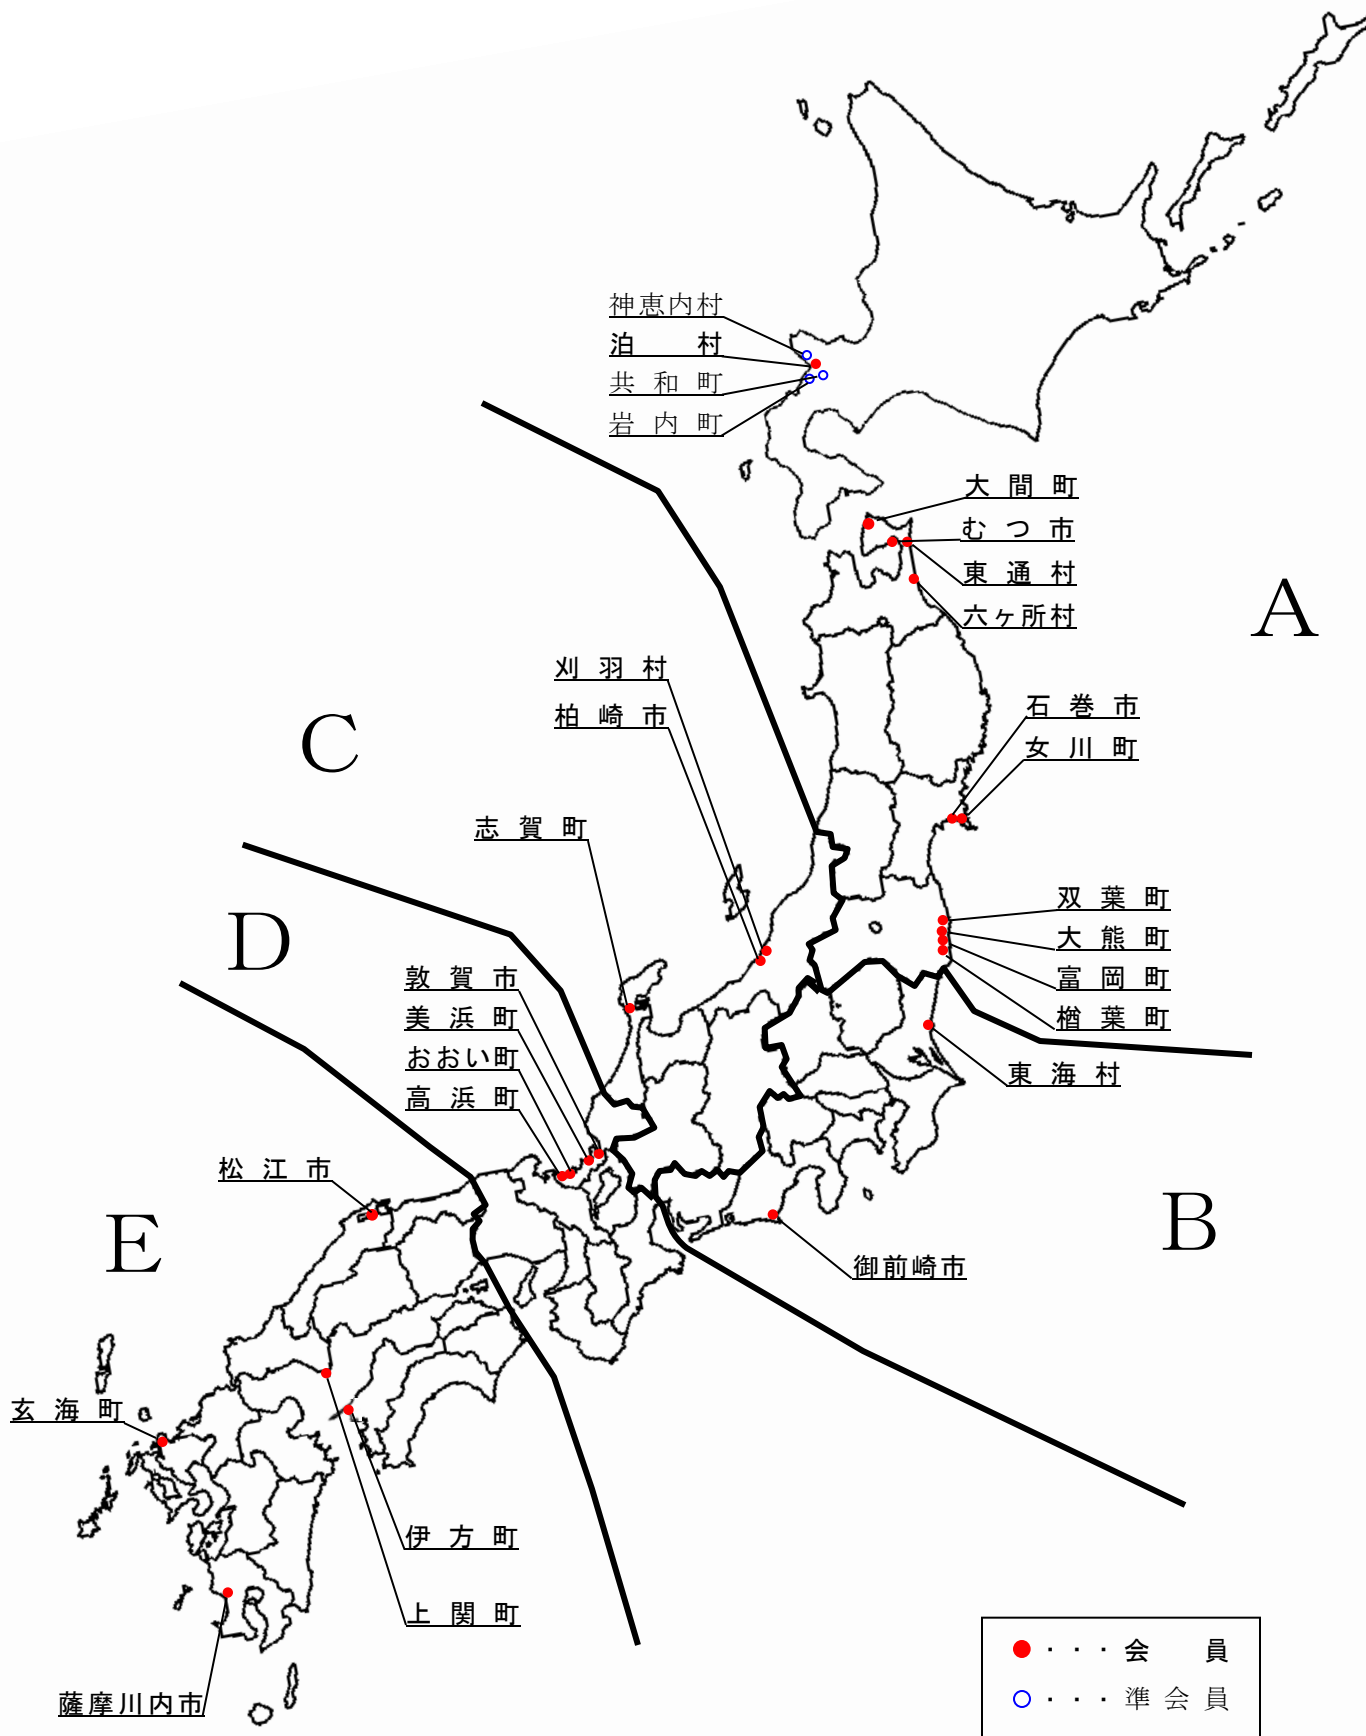 神恵内村
泊村
共和町
岩内町
大間町
むつ市
東通村
六ヶ所村
A
刈羽村
柏崎市
石巻市
女川町
C
志賀町
双葉町
大熊町
富岡町
楢葉町
D
敦賀市
美浜町
おおい町
高浜町
東海村
松江市
B
E
御前崎市
玄海町
伊方町
上関町
薩摩川内市
●・・・会員
○・・・準会員